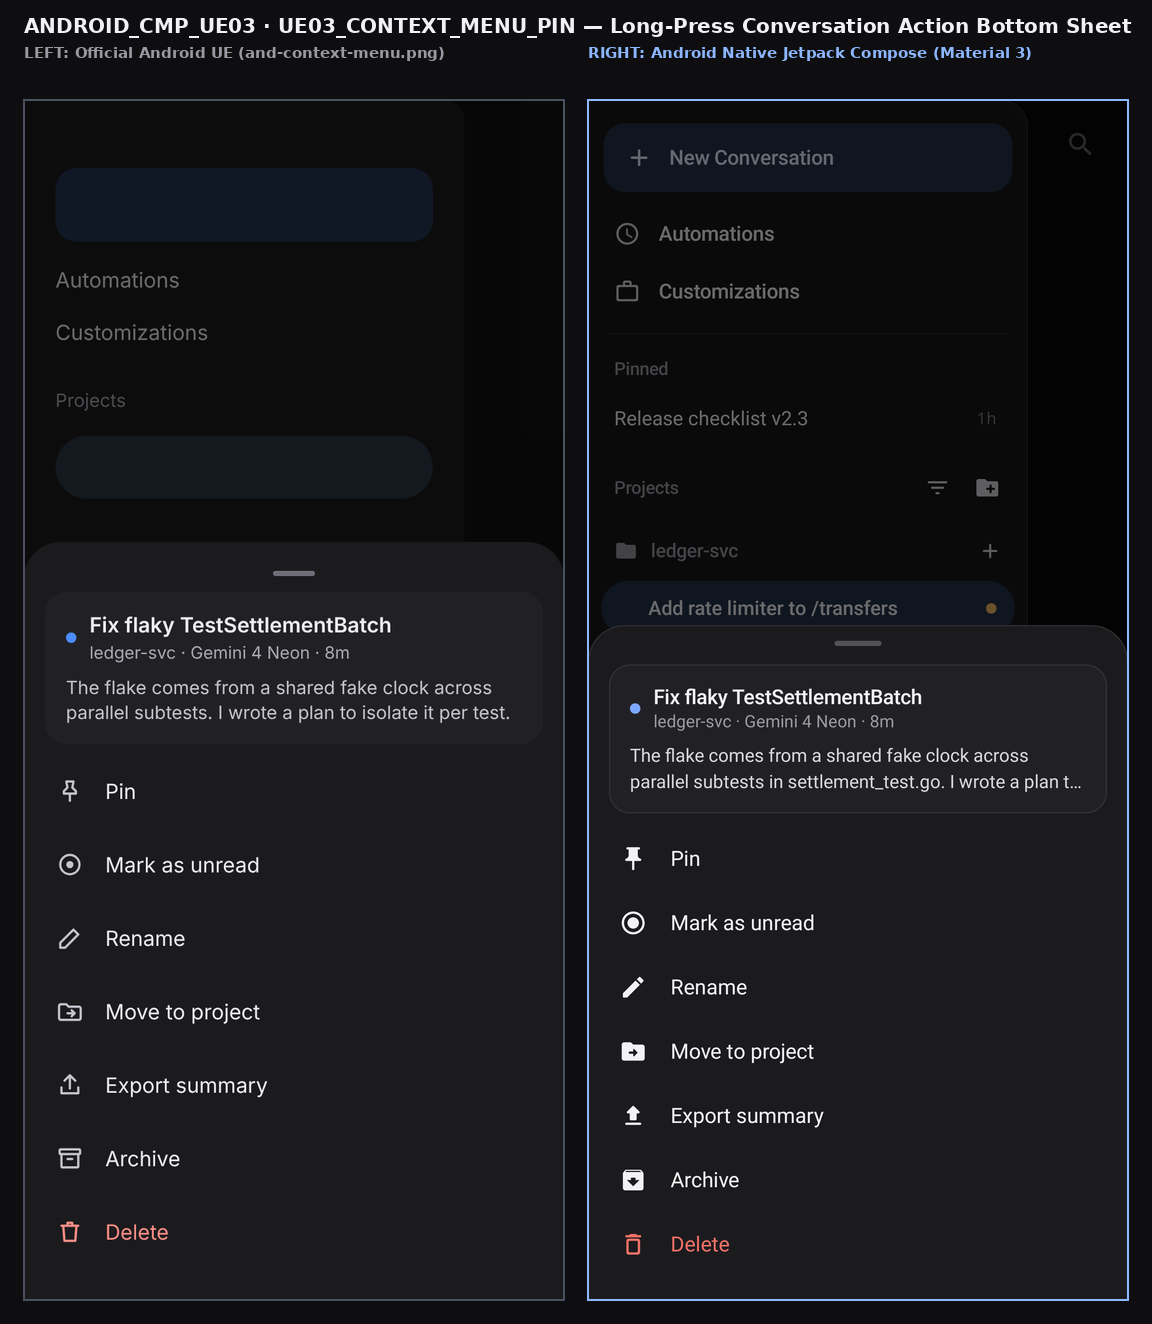 ANDROID_CMP_UE03 · UE03_CONTEXT_MENU_PIN — Long-Press Conversation Action Bottom Sheet
LEFT: Official Android UE (and-context-menu.png)
RIGHT: Android Native Jetpack Compose (Material 3)
Automations
Customizations
Projects
Fix flaky TestSettlementBatch
ledger-svc · Gemini 4 Neon · 8m
The flake comes from a shared fake clock across
parallel subtests. I wrote a plan to isolate it per test.
Pin
Mark as unread
Rename
Move to project
Export summary
Archive
Delete
New Conversation
Automations
Customizations
Pinned
Release checklist v2.3 1h
Projects
ledger-svc
Add rate limiter to /transfers
Fix flaky TestSettlementBatch
ledger-svc · Gemini 4 Neon · 8m
The flake comes from a shared fake clock across
parallel subtests in settlement_test.go. I wrote a plan t…
Pin
Mark as unread
Rename
Move to project
Export summary
Archive
Delete